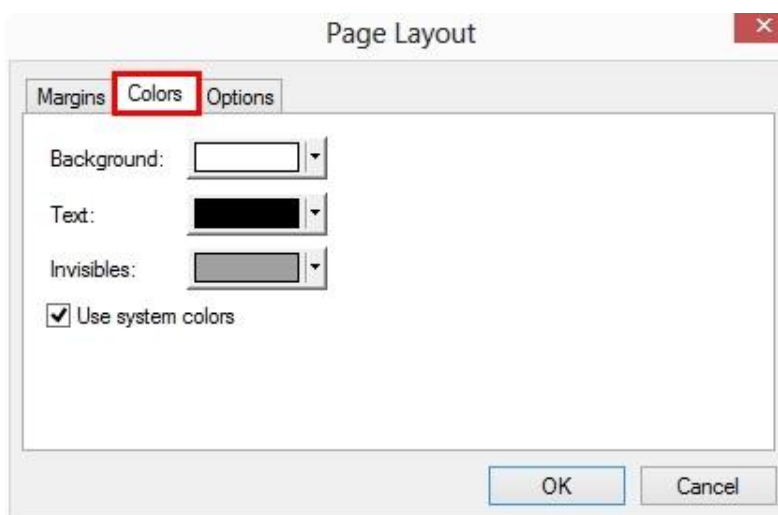 Page Layout
Margins Colors Options
Background:
Text:
Invisibles:
Use system colors
OK Cancel